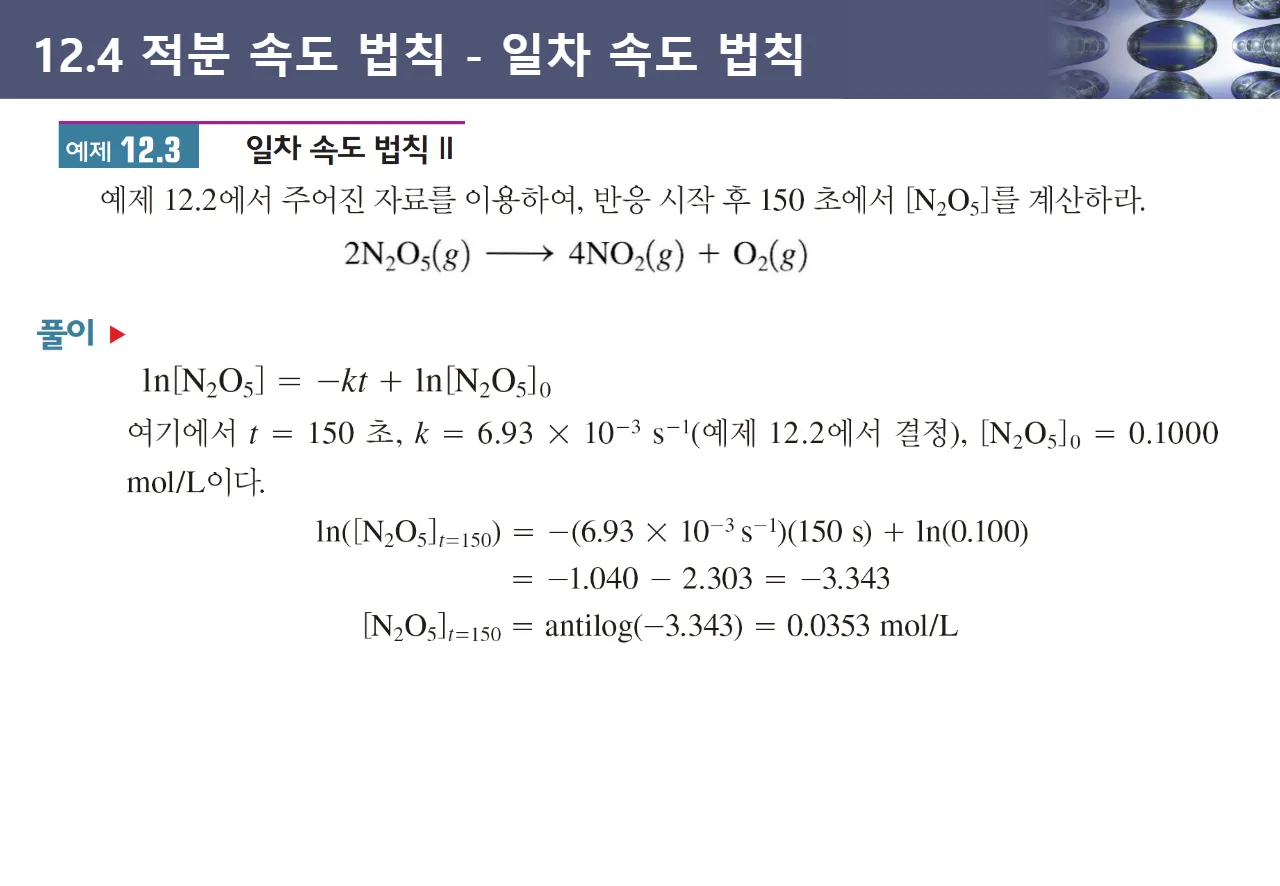 12.4 적분 속도 법칙 - 일차 속도 법칙
예제 12.3 일차 속도 법칙 II
예제 12.2에서 주어진 자료를 이용하여, 반응 시작 후 150 초에서 [N₂O₅]를 계산하라.
2N₂O₅(g) ⟶ 4NO₂(g) + O₂(g)
풀이 ▶
ln[N₂O₅] = −kt + ln[N₂O₅]₀
여기에서 t = 150 초, k = 6.93 × 10⁻³ s⁻¹(예제 12.2에서 결정), [N₂O₅]₀ = 0.1000
mol/L이다.
ln([N₂O₅]ₜ₌₁₅₀) = −(6.93 × 10⁻³ s⁻¹)(150 s) + ln(0.100)
= −1.040 − 2.303 = −3.343
[N₂O₅]ₜ₌₁₅₀ = antilog(−3.343) = 0.0353 mol/L